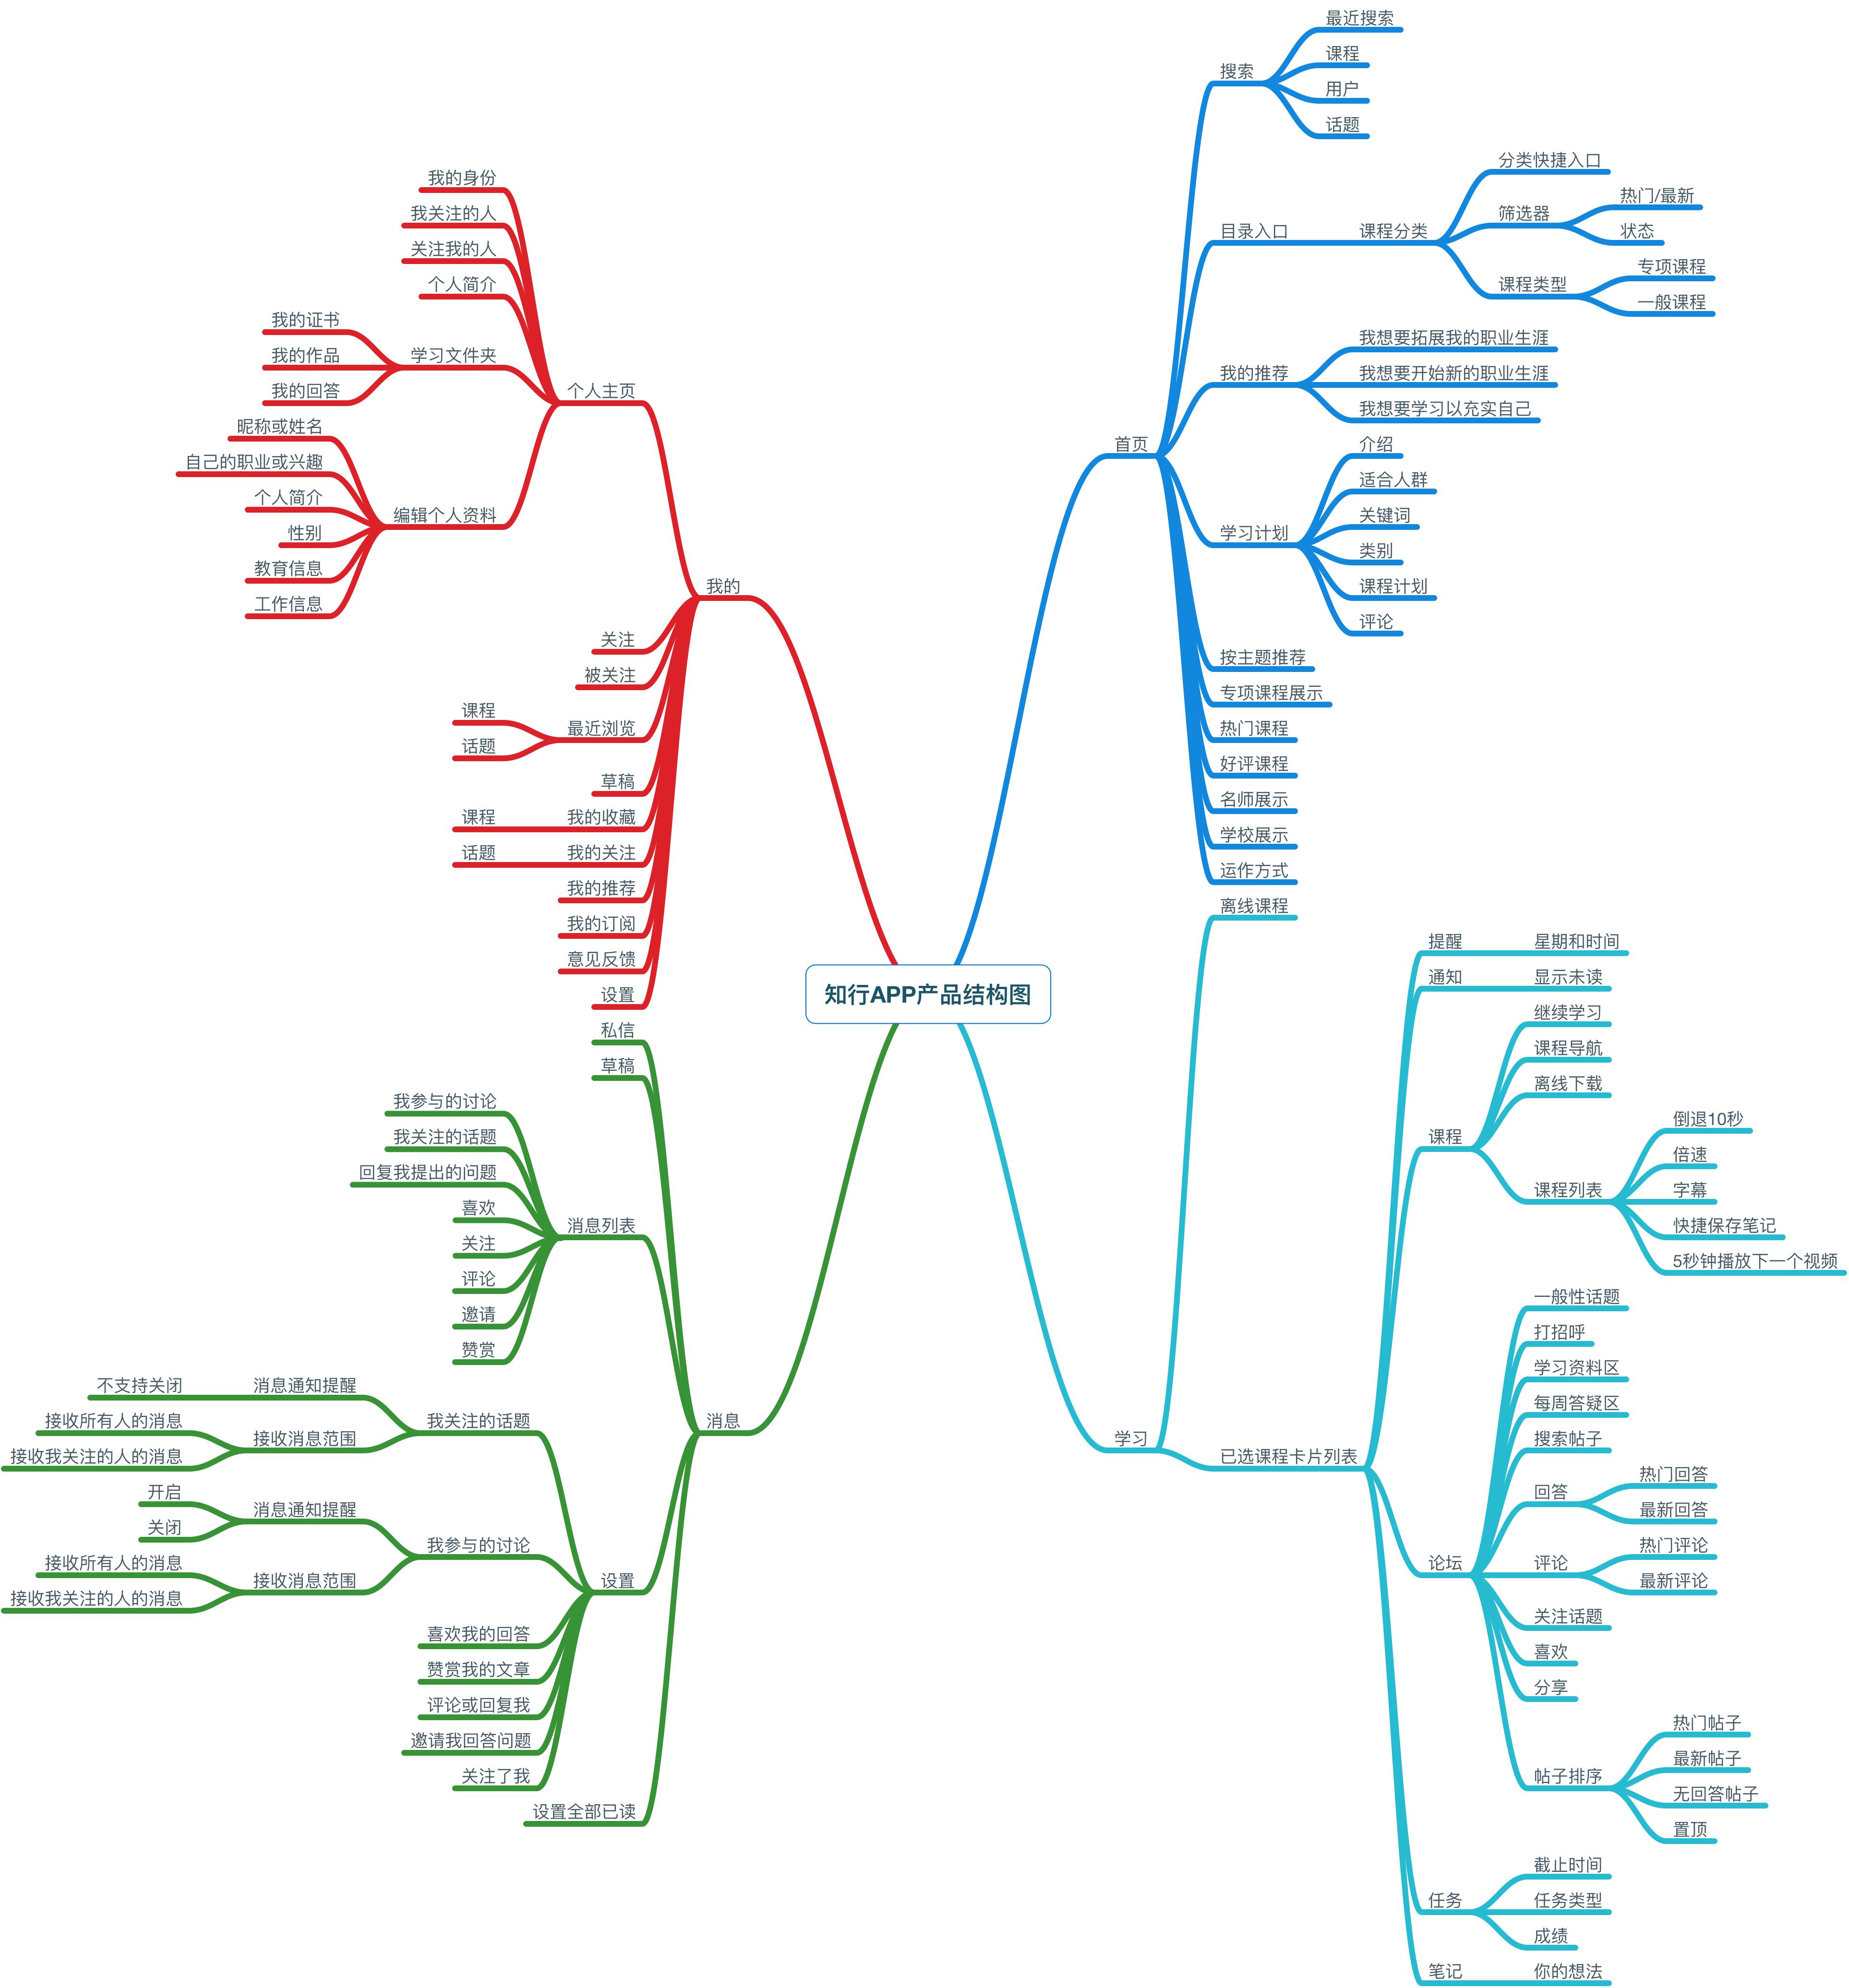 知行APP产品结构图
首页
搜索
最近搜索
课程
用户
话题
目录入口
课程分类
分类快捷入口
筛选器
热门/最新
状态
课程类型
专项课程
一般课程
我的推荐
我想要拓展我的职业生涯
我想要开始新的职业生涯
我想要学习以充实自己
学习计划
介绍
适合人群
关键词
类别
课程计划
评论
按主题推荐
专项课程展示
热门课程
好评课程
名师展示
学校展示
运作方式
学习
离线课程
已选课程卡片列表
提醒
星期和时间
通知
显示未读
课程
继续学习
课程导航
离线下载
课程列表
倒退10秒
倍速
字幕
快捷保存笔记
5秒钟播放下一个视频
论坛
一般性话题
打招呼
学习资料区
每周答疑区
搜索帖子
回答
热门回答
最新回答
评论
热门评论
最新评论
关注话题
喜欢
分享
帖子排序
热门帖子
最新帖子
无回答帖子
置顶
任务
截止时间
任务类型
成绩
笔记
你的想法
我的
个人主页
我的身份
我关注的人
关注我的人
个人简介
学习文件夹
我的证书
我的作品
我的回答
编辑个人资料
昵称或姓名
自己的职业或兴趣
个人简介
性别
教育信息
工作信息
关注
被关注
最近浏览
课程
话题
草稿
我的收藏
课程
我的关注
话题
我的推荐
我的订阅
意见反馈
设置
消息
私信
草稿
消息列表
我参与的讨论
我关注的话题
回复我提出的问题
喜欢
关注
评论
邀请
赞赏
设置
我关注的话题
消息通知提醒
不支持关闭
接收消息范围
接收所有人的消息
接收我关注的人的消息
我参与的讨论
消息通知提醒
开启
关闭
接收消息范围
接收所有人的消息
接收我关注的人的消息
喜欢我的回答
赞赏我的文章
评论或回复我
邀请我回答问题
关注了我
设置全部已读